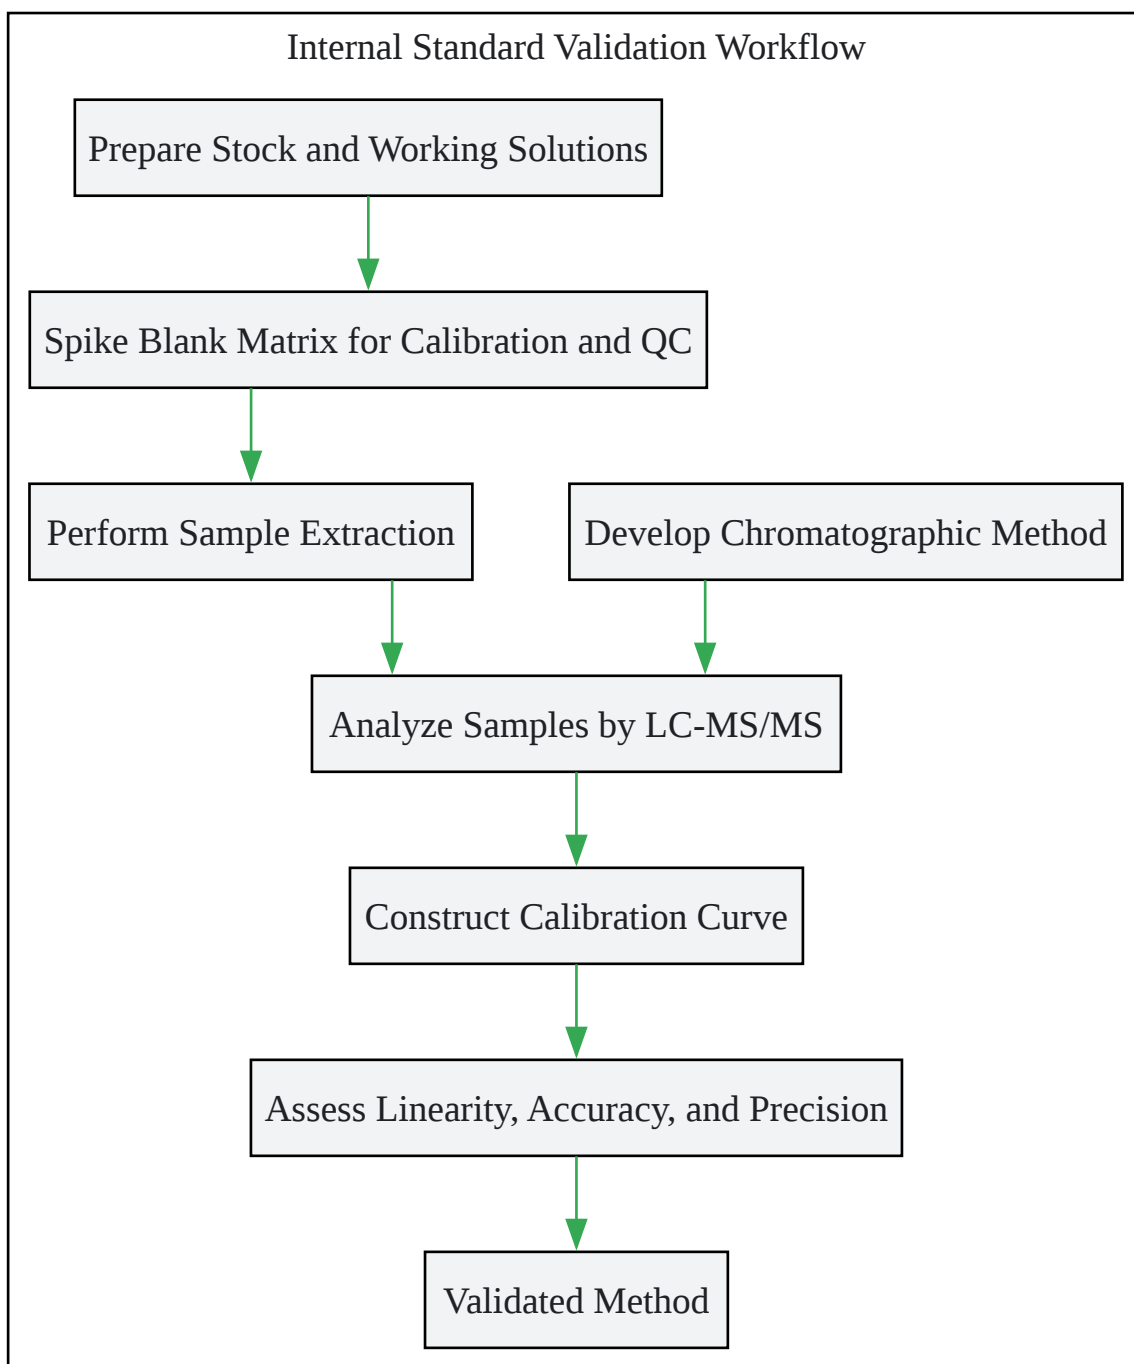 Internal Standard Validation Workflow
Prepare Stock and Working Solutions
Spike Blank Matrix for Calibration and QC
Perform Sample Extraction
Develop Chromatographic Method
Analyze Samples by LC-MS/MS
Construct Calibration Curve
Assess Linearity, Accuracy, and Precision
Validated Method